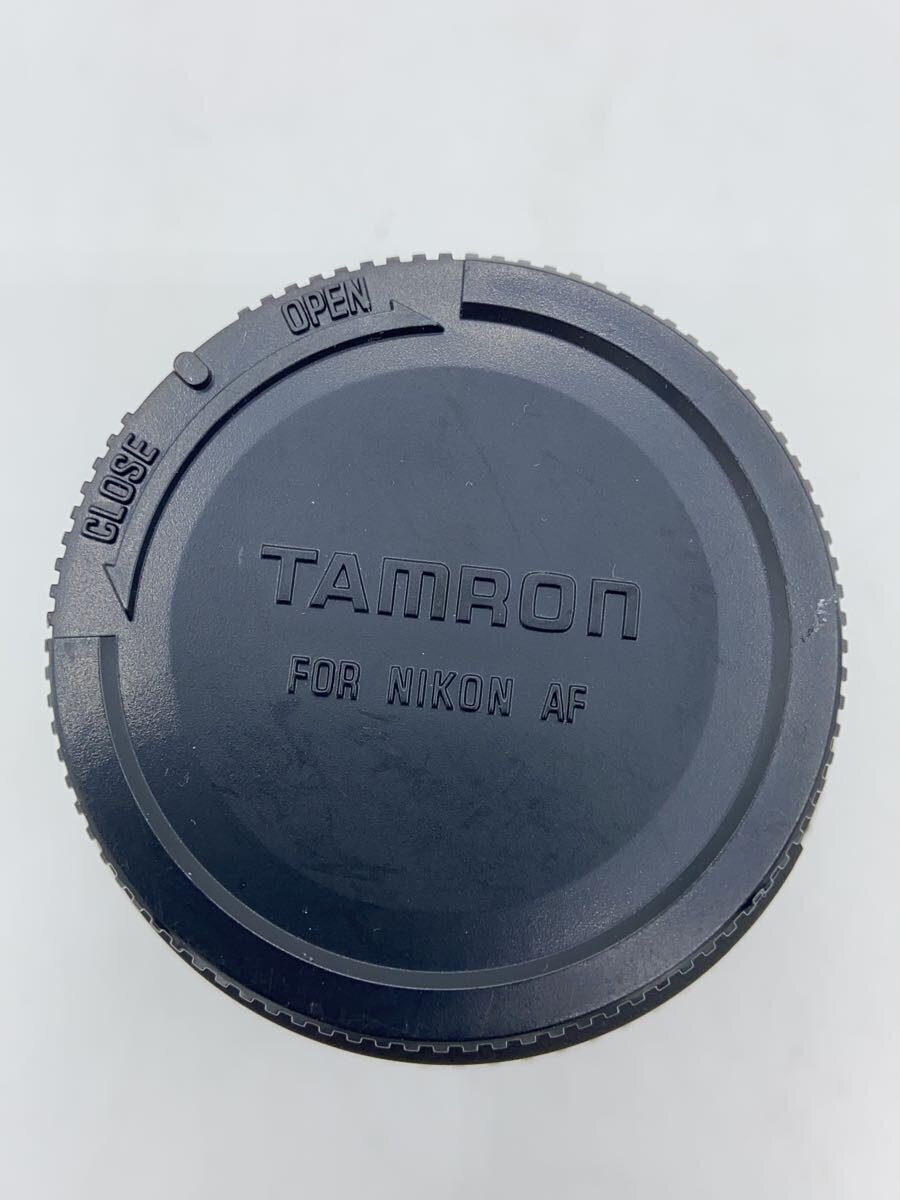 OPEN
CLOSE
TAMRON
FOR NIKON AF